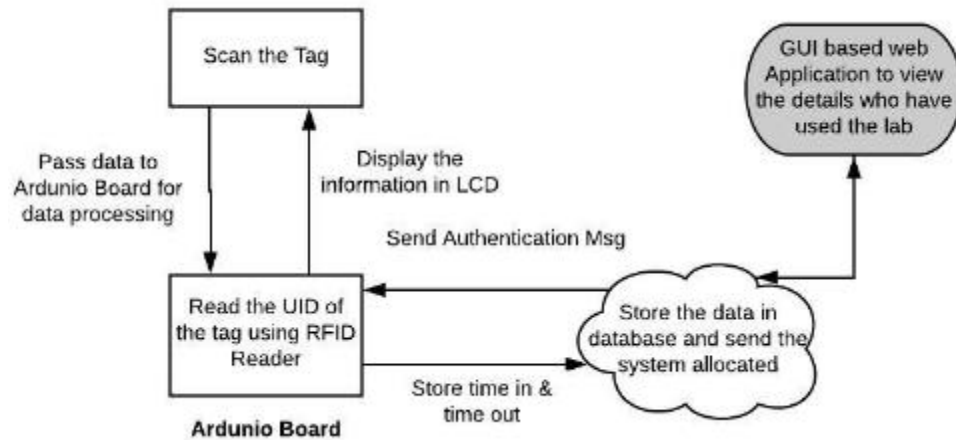 Scan the Tag
GUI based web
Application to view
the details who have
used the lab
Pass data to
Ardunio Board for
data processing
Display the
information in LCD
Send Authentication Msg
Read the UID of
the tag using RFID
Reader
Store the data in
database and send the
system allocated
Store time in &
time out
Ardunio Board